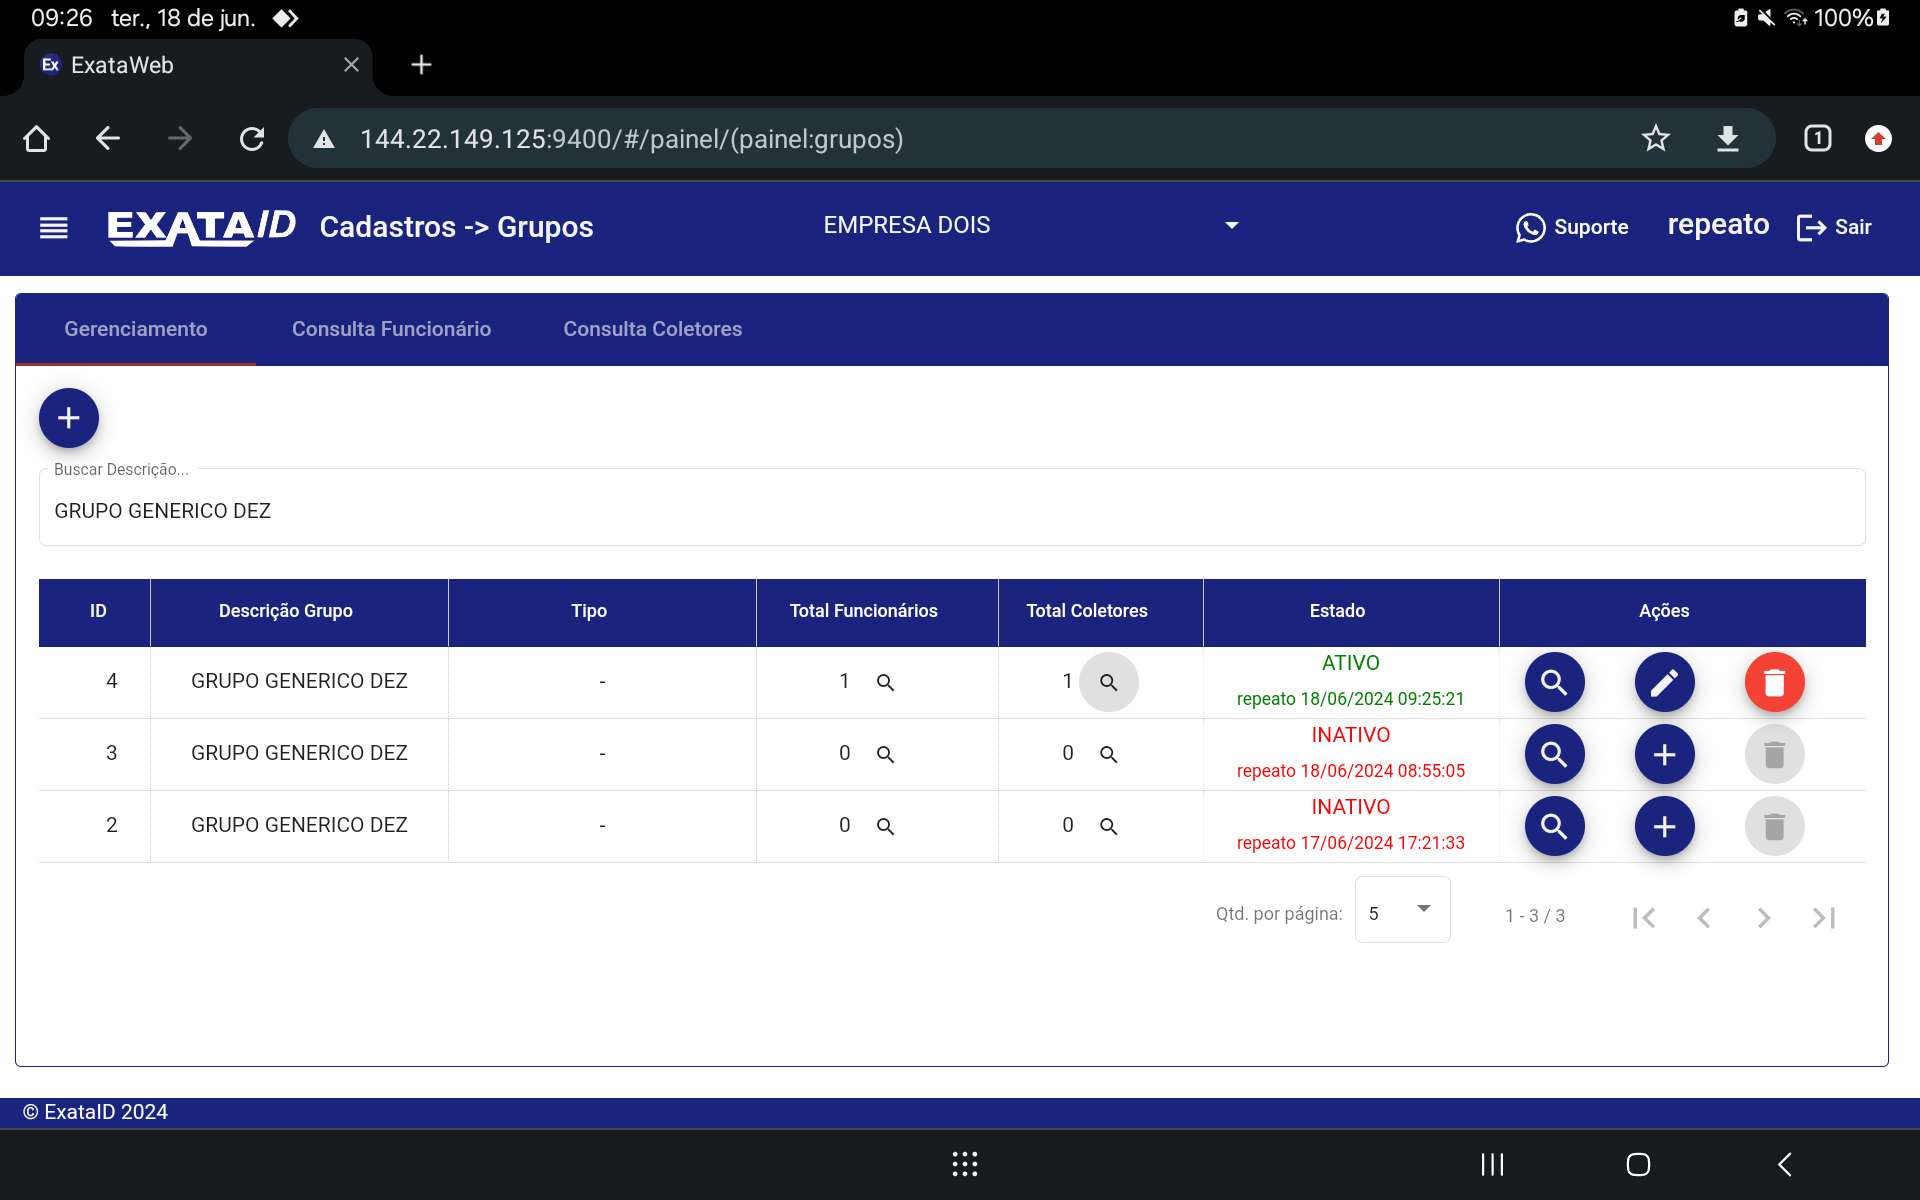 09:26 ter., 18 de jun. 100%
Ex ExataWeb
144.22.149.125:9400/#/painel/(painel:grupos) 1
EXATA ID Cadastros -> Grupos EMPRESA DOIS Suporte repeato Sair
Gerenciamento Consulta Funcionário Consulta Coletores
Buscar Descrição...
GRUPO GENERICO DEZ
ID Descrição Grupo Tipo Total Funcionários Total Coletores Estado Ações
4 GRUPO GENERICO DEZ - 1 1 ATIVO
repeato 18/06/2024 09:25:21
3 GRUPO GENERICO DEZ - 0 0 INATIVO
repeato 18/06/2024 08:55:05
2 GRUPO GENERICO DEZ - 0 0 INATIVO
repeato 17/06/2024 17:21:33
Qtd. por página: 5 1 - 3 / 3
© ExataID 2024